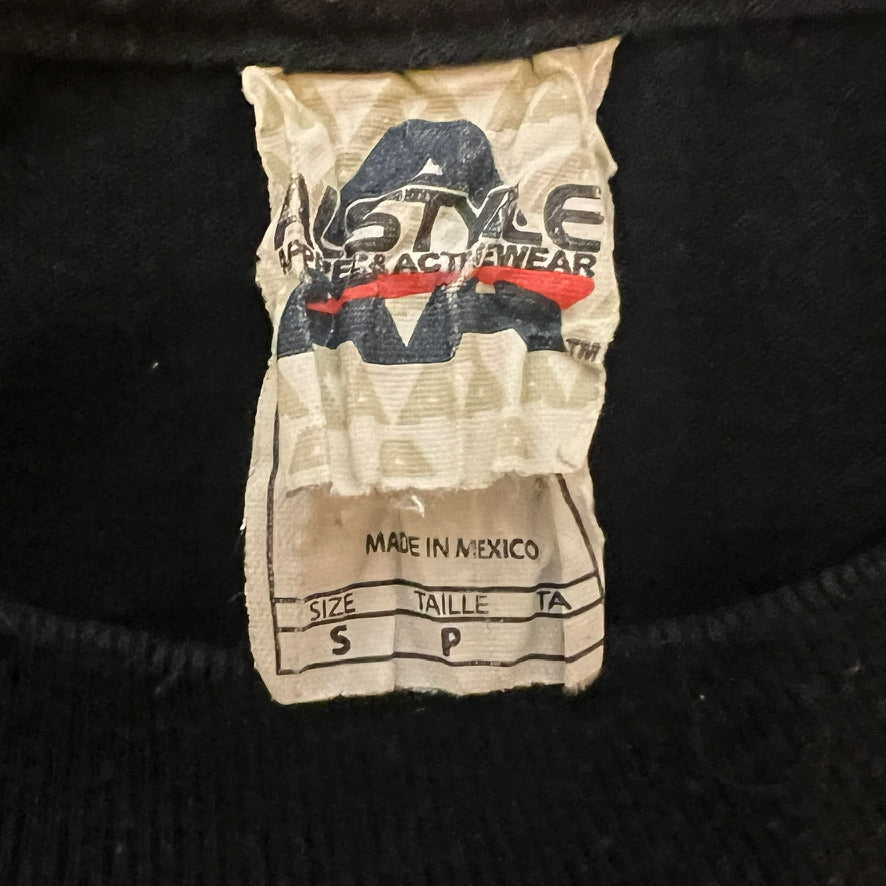 ALSTYLE
APPAREL & ACTIVEWEAR
TM
MADE IN MEXICO
SIZE TAILLE TA
S P